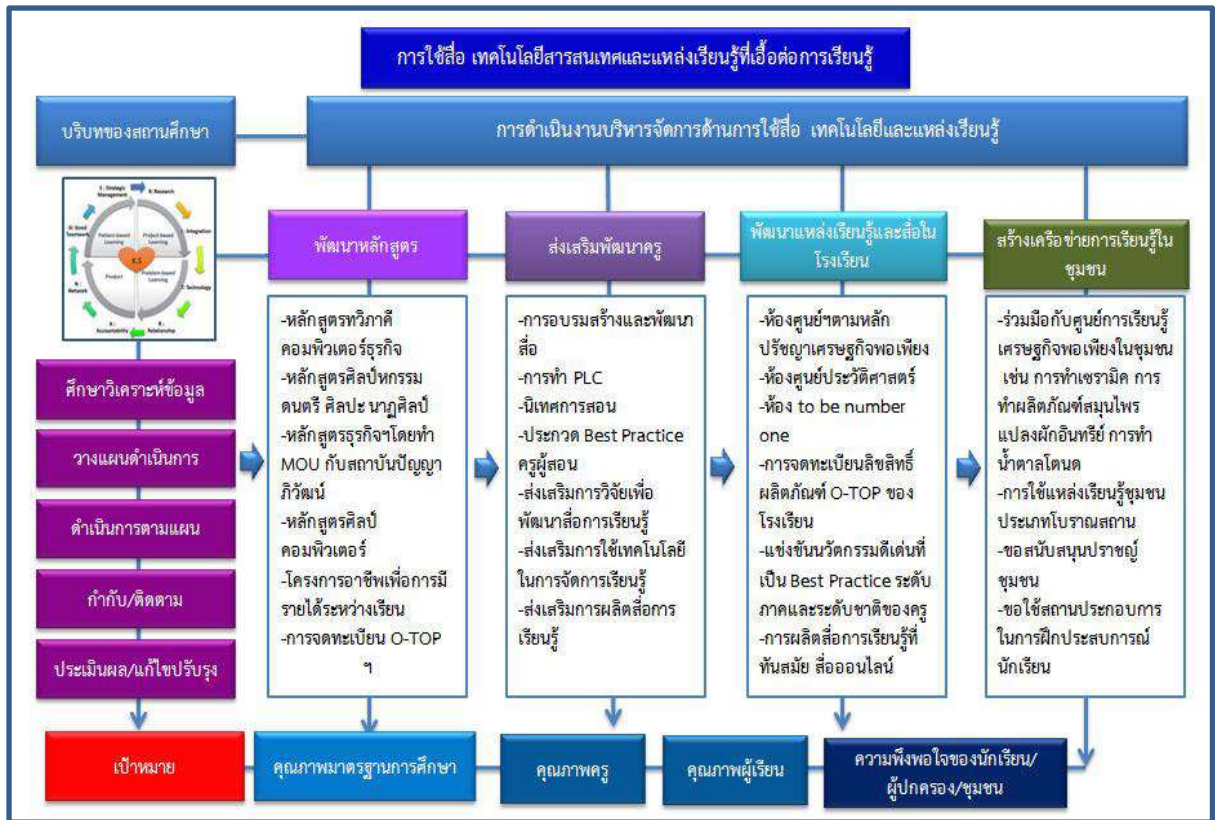 การใช้สื่อ เทคโนโลยีสารสนเทศและแหล่งเรียนรู้ที่เอื้อต่อการเรียนรู้
บริบทของสถานศึกษา
การดำเนินงานบริหารจัดการด้านการใช้สื่อ เทคโนโลยีและแหล่งเรียนรู้
S : Strategic
Management
R : Research
I : Integration
T : Technology
R :
Relationship
A :
Accountability
N :
Network
G : Good
Teamwork
Pattern-based
Learning
Project-Based
Learning
K.S
Product
Problem-based
Learning
ศึกษาวิเคราะห์ข้อมูล
วางแผนดำเนินการ
ดำเนินการตามแผน
กำกับ/ติดตาม
ประเมินผล/แก้ไขปรับรุง
พัฒนาหลักสูตร
-หลักสูตรทวิภาคี
คอมพิวเตอร์ธุรกิจ
-หลักสูตรศิลป์หกรรม
ดนตรี ศิลปะ นาฏศิลป์
-หลักสูตรธุรกิจฯโดยทำ
MOU กับสถาบันปัญญา
ภิวัฒน์
-หลักสูตรศิลป์
คอมพิวเตอร์
-โครงการอาชีพเพื่อการมี
รายได้ระหว่างเรียน
-การจดทะเบียน O-TOP
ฯ
ส่งเสริมพัฒนาครู
-การอบรมสร้างและพัฒนา
สื่อ
-การทำ PLC
-นิเทศการสอน
-ประกวด Best Practice
ครูผู้สอน
-ส่งเสริมการวิจัยเพื่อ
พัฒนาสื่อการเรียนรู้
-ส่งเสริมการใช้เทคโนโลยี
ในการจัดการเรียนรู้
-ส่งเสริมการผลิตสื่อการ
เรียนรู้
พัฒนาแหล่งเรียนรู้และสื่อใน
โรงเรียน
-ห้องศูนย์ฯตามหลัก
ปรัชญาเศรษฐกิจพอเพียง
-ห้องศูนย์ประวัติศาสตร์
-ห้อง to be number
one
-การจดทะเบียนลิขสิทธิ์
ผลิตภัณฑ์ O-TOP ของ
โรงเรียน
-แข่งขันนวัตกรรมดีเด่นที่
เป็น Best Practice ระดับ
ภาคและระดับชาติของครู
-การผลิตสื่อการเรียนรู้ที่
ทันสมัย สื่อออนไลน์
สร้างเครือข่ายการเรียนรู้ใน
ชุมชน
-ร่วมมือกับศูนย์การเรียนรู้
เศรษฐกิจพอเพียงในชุมชน
เช่น การทำเซรามิค การ
ทำผลิตภัณฑ์สมุนไพร
แปลงผักอินทรีย์ การทำ
น้ำตาลโตนด
-การใช้แหล่งเรียนรู้ชุมชน
ประเภทโบราณสถาน
-ขอสนับสนุนปราชญ์
ชุมชน
-ขอใช้สถานประกอบการ
ในการฝึกประสบการณ์
นักเรียน
เป้าหมาย
คุณภาพมาตรฐานการศึกษา
คุณภาพครู
คุณภาพผู้เรียน
ความพึงพอใจของนักเรียน/
ผู้ปกครอง/ชุมชน